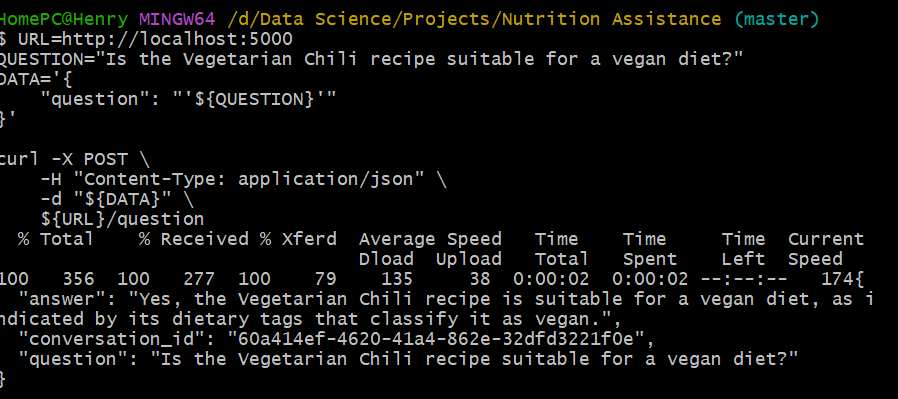 HomePC@Henry MINGW64 /d/Data Science/Projects/Nutrition Assistance (master)
$ URL=http://localhost:5000
QUESTION="Is the Vegetarian Chili recipe suitable for a vegan diet?"
DATA='{
    "question": "'${QUESTION}'"
}'

curl -X POST \
    -H "Content-Type: application/json" \
    -d "${DATA}" \
    ${URL}/question
  % Total    % Received % Xferd  Average Speed   Time    Time     Time  Current
                                 Dload  Upload   Total   Spent    Left  Speed
100   356  100   277  100    79    135     38  0:00:02  0:00:02 --:--:--   174{
  "answer": "Yes, the Vegetarian Chili recipe is suitable for a vegan diet, as i
ndicated by its dietary tags that classify it as vegan.",
  "conversation_id": "60a414ef-4620-41a4-862e-32dfd3221f0e",
  "question": "Is the Vegetarian Chili recipe suitable for a vegan diet?"
}